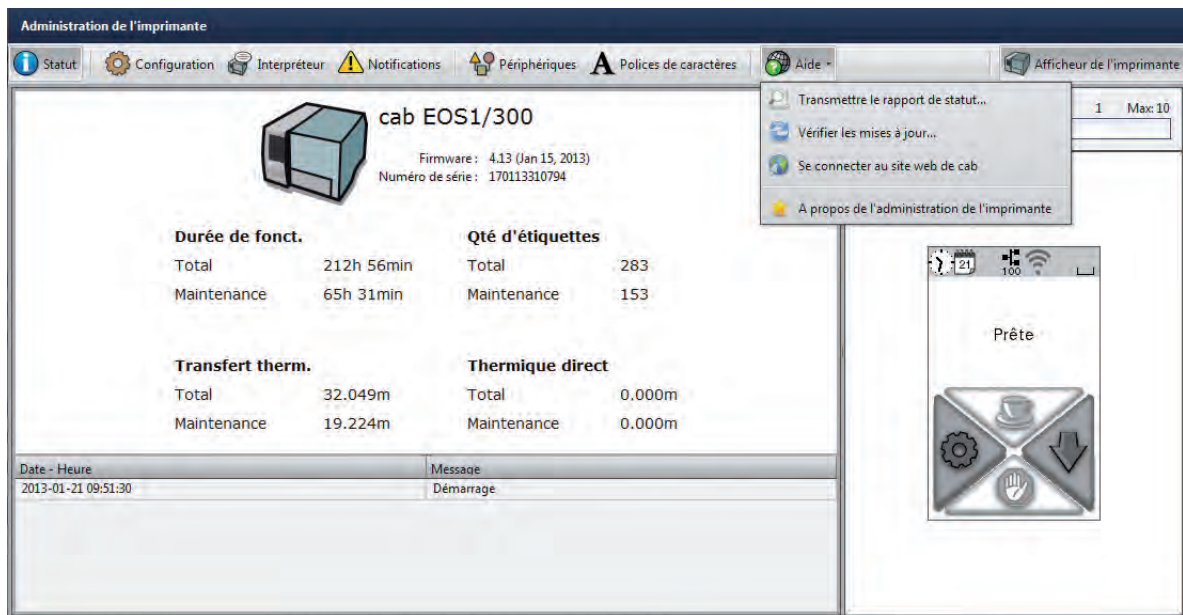 Administration de l'imprimante
Statut Configuration Interpréteur Notifications Périphériques A Polices de caractères Aide Afficheur de l'imprimante
Transmettre le rapport de statut...
Vérifier les mises à jour...
Se connecter au site web de cab
A propos de l'administration de l'imprimante
1 Max: 10
cab EOS1/300
Firmware : 4.13 (Jan 15, 2013)
Numéro de série : 170113310794
Durée de fonct.
Total 212h 56min
Maintenance 65h 31min
Qté d'étiquettes
Total 283
Maintenance 153
Transfert therm.
Total 32.049m
Maintenance 19.224m
Thermique direct
Total 0.000m
Maintenance 0.000m
Date - Heure Message
2013-01-21 09:51:30 Démarrage
21 100
Prête